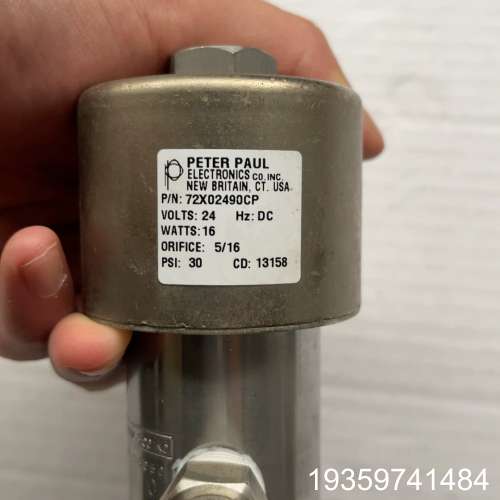 PETER PAUL
ELECTRONICS CO. INC.
NEW BRITAIN, CT. USA
P/N: 72X02490CP
VOLTS: 24 Hz: DC
WATTS: 16
ORIFICE: 5/16
PSI: 30 CD: 13158
19359741484